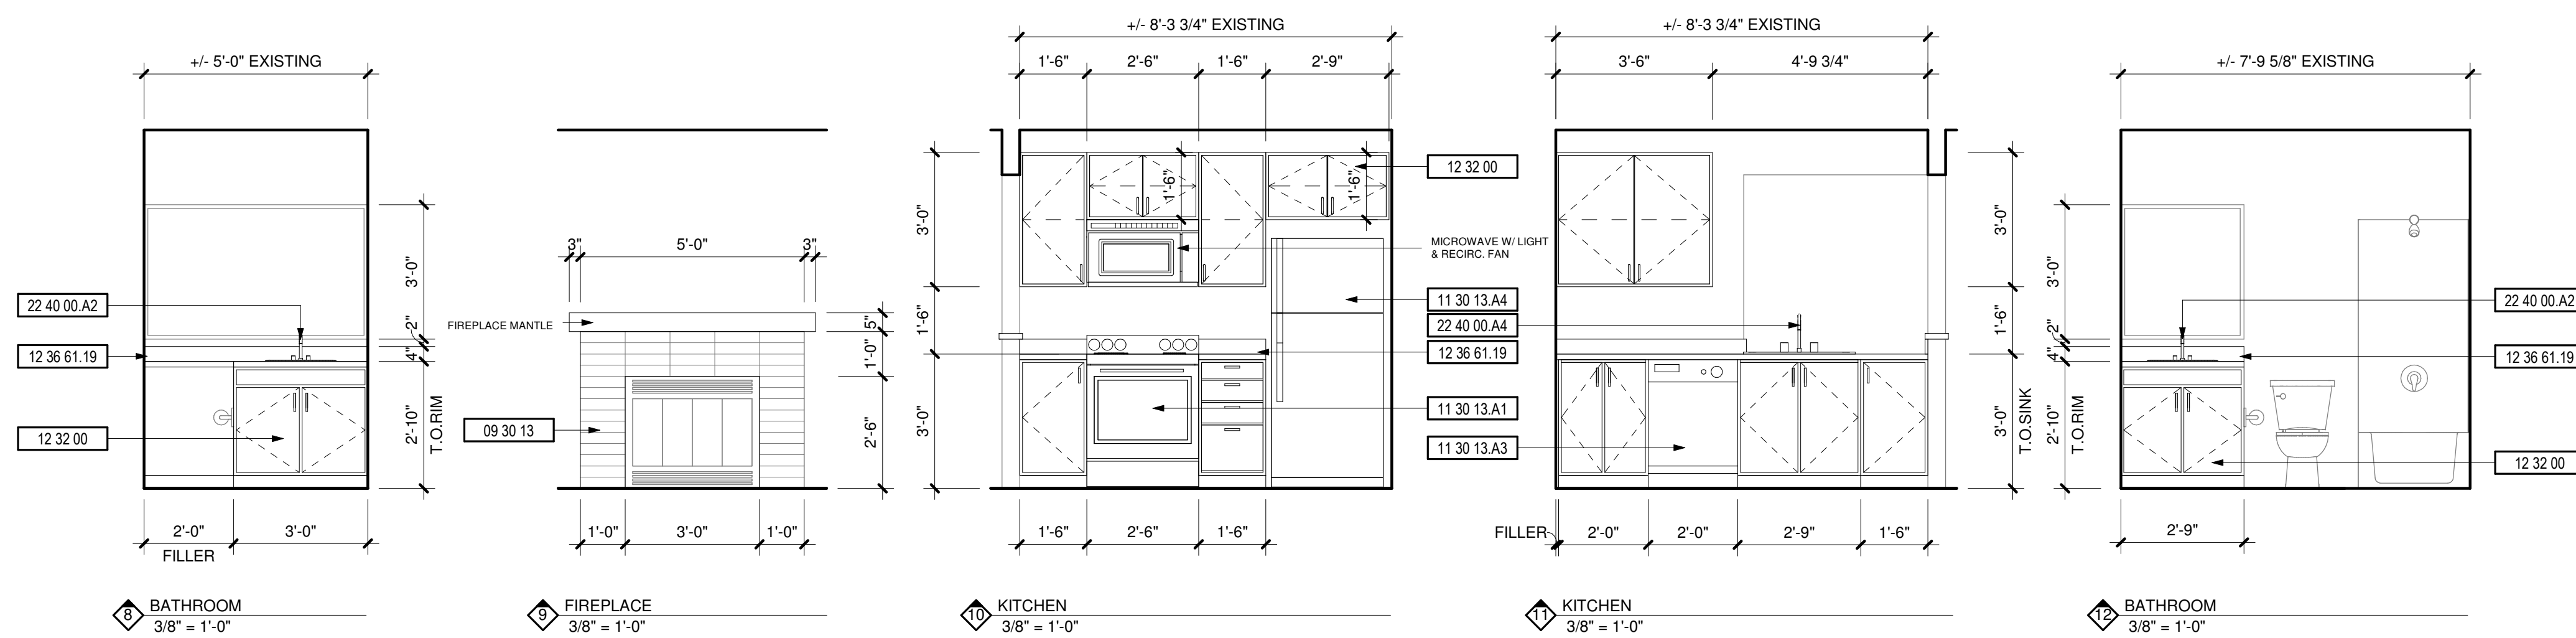 +/- 5'-0" EXISTING
22 40 00.A2
12 36 61.19
12 32 00
3'-0"
2"
4"
2'-10"
T.O.RIM
2'-0"
3'-0"
FILLER
8
BATHROOM
3/8" = 1'-0"
3"
5'-0"
3"
FIREPLACE MANTLE
09 30 13
5"
1'-0"
2'-6"
1'-0"
3'-0"
1'-0"
9
FIREPLACE
3/8" = 1'-0"
+/- 8'-3 3/4" EXISTING
1'-6"
2'-6"
1'-6"
2'-9"
3'-0"
1'-6"
3'-0"
1'-6"
1'-6"
12 32 00
MICROWAVE W/ LIGHT
& RECIRC. FAN
11 30 13.A4
22 40 00.A4
12 36 61.19
11 30 13.A1
11 30 13.A3
1'-6"
2'-6"
1'-6"
10
KITCHEN
3/8" = 1'-0"
+/- 8'-3 3/4" EXISTING
3'-6"
4'-9 3/4"
3'-0"
1'-6"
3'-0"
T.O.SINK
FILLER
2'-0"
2'-0"
2'-9"
1'-6"
11
KITCHEN
3/8" = 1'-0"
+/- 7'-9 5/8" EXISTING
3'-0"
2"
4"
2'-10"
T.O.RIM
22 40 00.A2
12 36 61.19
12 32 00
2'-9"
12
BATHROOM
3/8" = 1'-0"